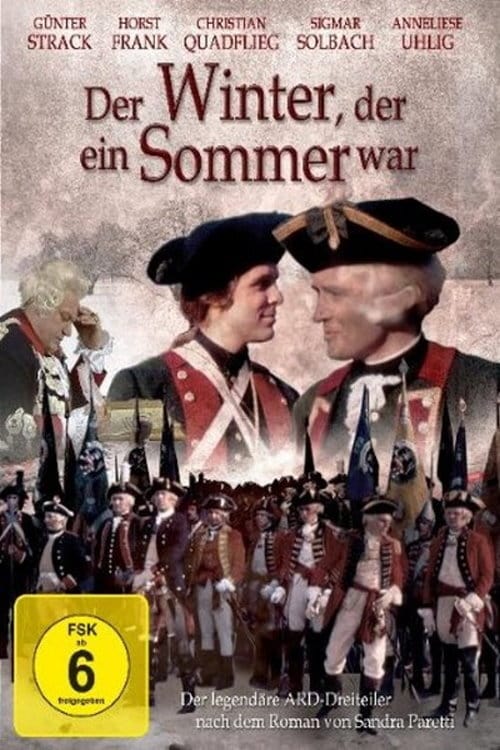 GÜNTER HORST CHRISTIAN SIGMAR ANNELIESE
STRACK FRANK QUADFLIEG SOLBACH UHLIG
Der Winter, der
ein Sommer war
FSK
ab
6
freigegeben
Der legendäre ARD-Dreiteiler
nach dem Roman von Sandra Paretti